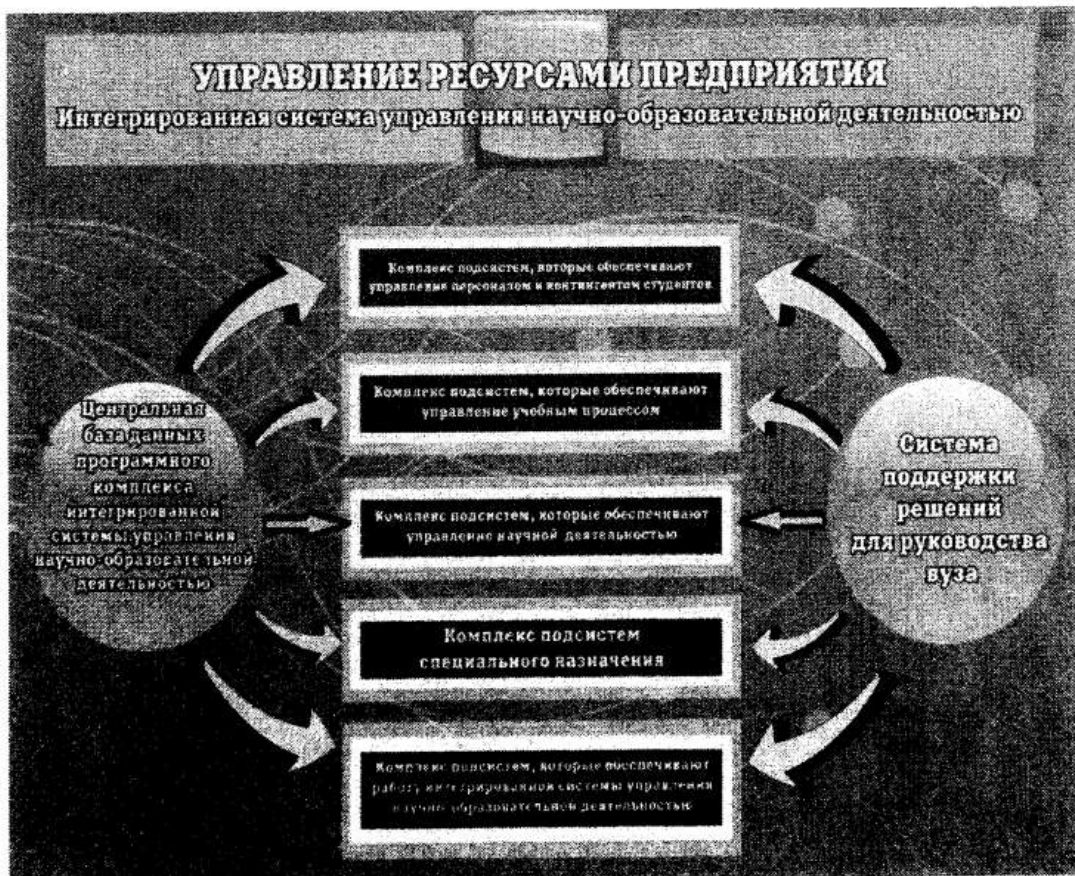 УПРАВЛЕНИЕ РЕСУРСАМИ ПРЕДПРИЯТИЯ
Интегрированная система управления научно-образовательной деятельностью
Комплекс подсистем, которые обеспечивают
управления персоналом и контингентом студентов
Комплекс подсистем, которые обеспечивают
управление учебным процессом
Комплекс подсистем, которые обеспечивают
управление научной деятельностью
Комплекс подсистем
специального назначения
Комплекс подсистем, которые обеспечивают
работу интегрированной системы управления
научно-образовательной деятельностью
Центральная
база данных
программного
комплекса
интегрированной
системы управления
научно-образовательной
деятельностью
Система
поддержки
решений
для руководства
вуза